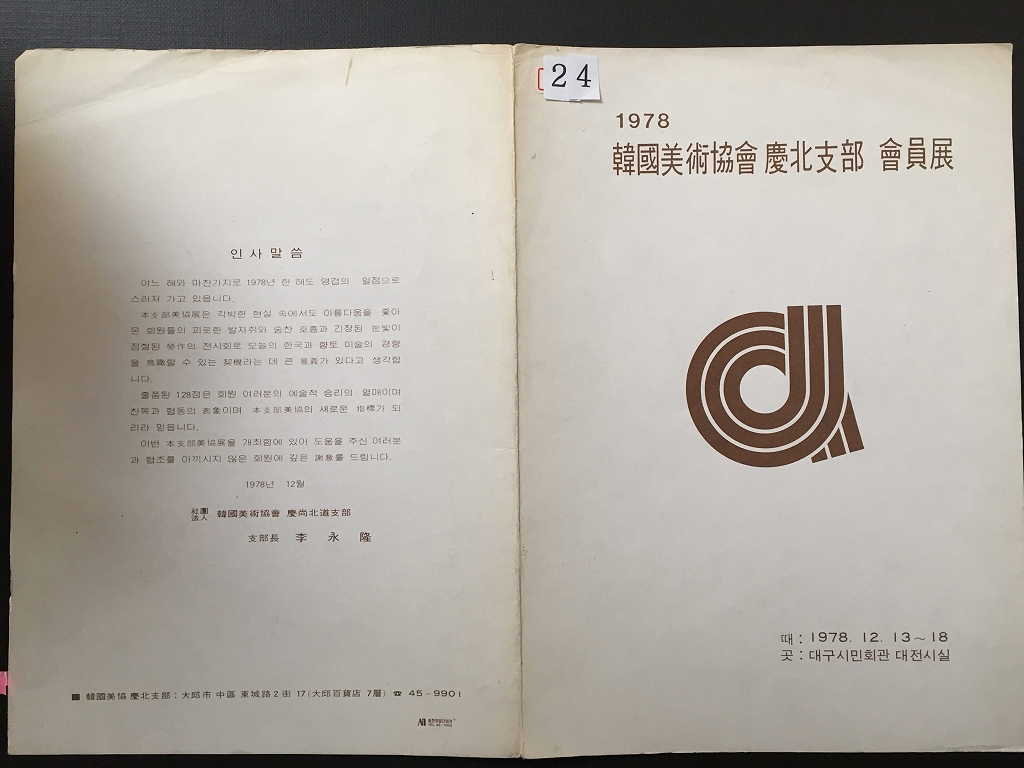 인 사 말 씀
여느 해와 마찬가지로 1978년 한 해도 영겁의 일점으로
스러져 가고 있읍니다.
本支部美協展은 각박한 현실 속에서도 아름다움을 좇아
온 회원들의 괴로한 발자취와 숨찬 호흡과 긴장된 눈빛이
점철된 勞作의 전시회로 오늘의 한국과 향토 미술의 경향
을 鳥瞰할 수 있는 契機라는 데 큰 意義가 있다고 생각합
니다.
출품된 128점은 회원 여러분의 예술적 승리의 열매이며
친목과 협동의 表象이며 本支部美協의 새로운 指標가 되
리라 믿읍니다.
이번 本支部美協展을 개최함에 있어 도움을 주신 여러분
과 협조를 아끼시지 않은 회원에 깊은 謝意를 드립니다.
1978년 12월
社團法人 韓國美術協會 慶尚北道支部
支部長 李 永 隆
■ 韓國美協 慶北支部 : 大邱市 中區 東城路 2 街 17 (大邱百貨店 7層) ☎ 45-9901
24
1978
韓國美術協會 慶北支部 會員展
때 : 1978. 12. 13~18
곳 : 대구시민회관 대전시실